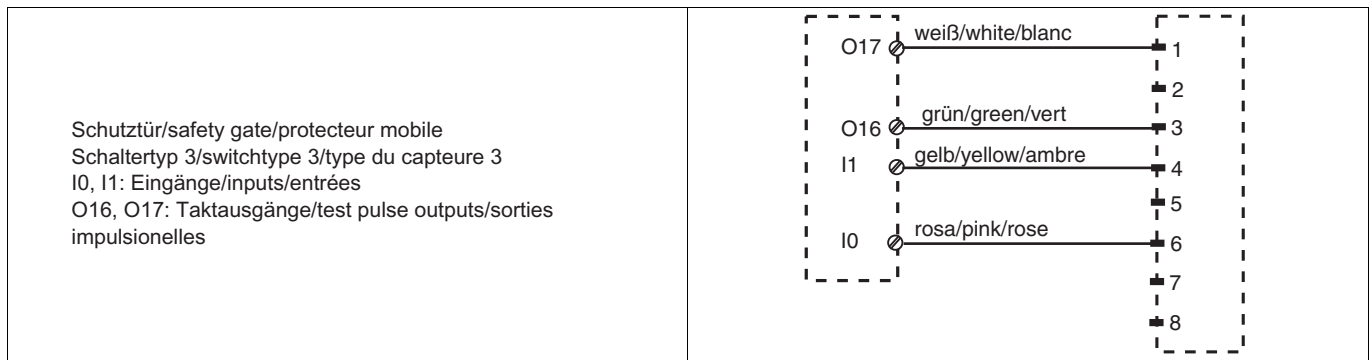 Schutztür/safety gate/protecteur mobile
Schaltertyp 3/switchtype 3/type du capteure 3
I0, I1: Eingänge/inputs/entrées
O16, O17: Taktausgänge/test pulse outputs/sorties
impulsionelles
O17 weiß/white/blanc 1
2
O16 grün/green/vert 3
I1 gelb/yellow/ambre 4
5
I0 rosa/pink/rose 6
7
8